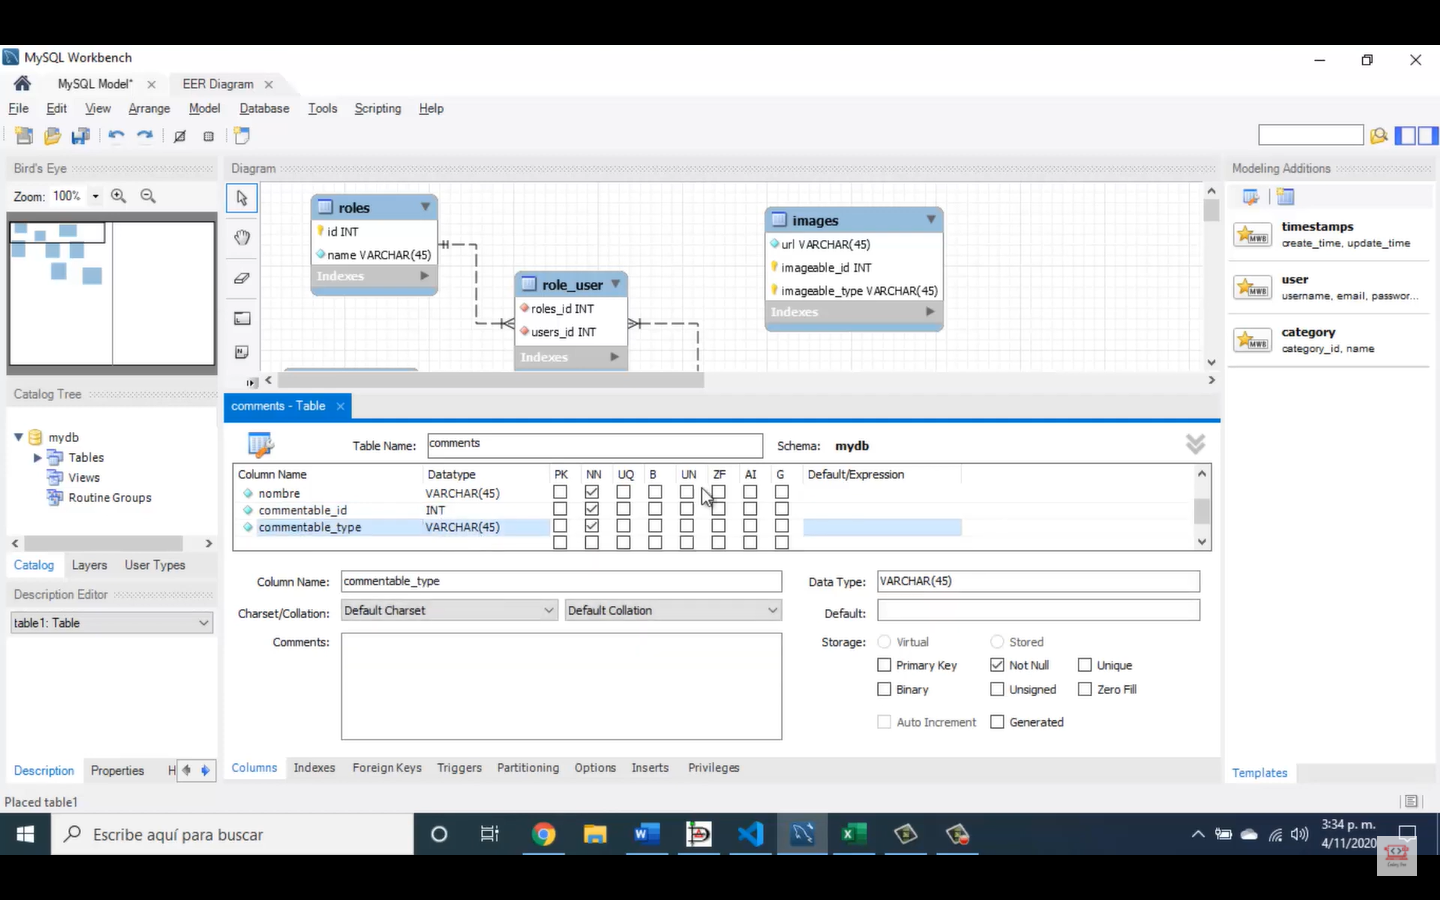 MySQL Workbench
MySQL Model*
EER Diagram
File Edit View Arrange Model Database Tools Scripting Help
Bird's Eye
Zoom: 100%
Diagram
Modeling Additions
roles
id INT
name VARCHAR(45)
Indexes
role_user
roles_id INT
users_id INT
Indexes
images
url VARCHAR(45)
imageable_id INT
imageable_type VARCHAR(45)
Indexes
timestamps
create_time, update_time
user
username, email, passwor...
category
category_id, name
Catalog Tree
mydb
Tables
Views
Routine Groups
Catalog Layers User Types
Description Editor
table1: Table
Description Properties H
comments - Table
Table Name: comments Schema: mydb
Column Name Datatype PK NN UQ B UN ZF AI G Default/Expression
nombre VARCHAR(45)
commentable_id INT
commentable_type VARCHAR(45)
Column Name: commentable_type Data Type: VARCHAR(45)
Charset/Collation: Default Charset Default Collation Default:
Comments: Storage: Virtual Stored
Primary Key Not Null Unique
Binary Unsigned Zero Fill
Auto Increment Generated
Columns Indexes Foreign Keys Triggers Partitioning Options Inserts Privileges
Templates
Placed table1
Escribe aquí para buscar
3:34 p. m.
4/11/2020